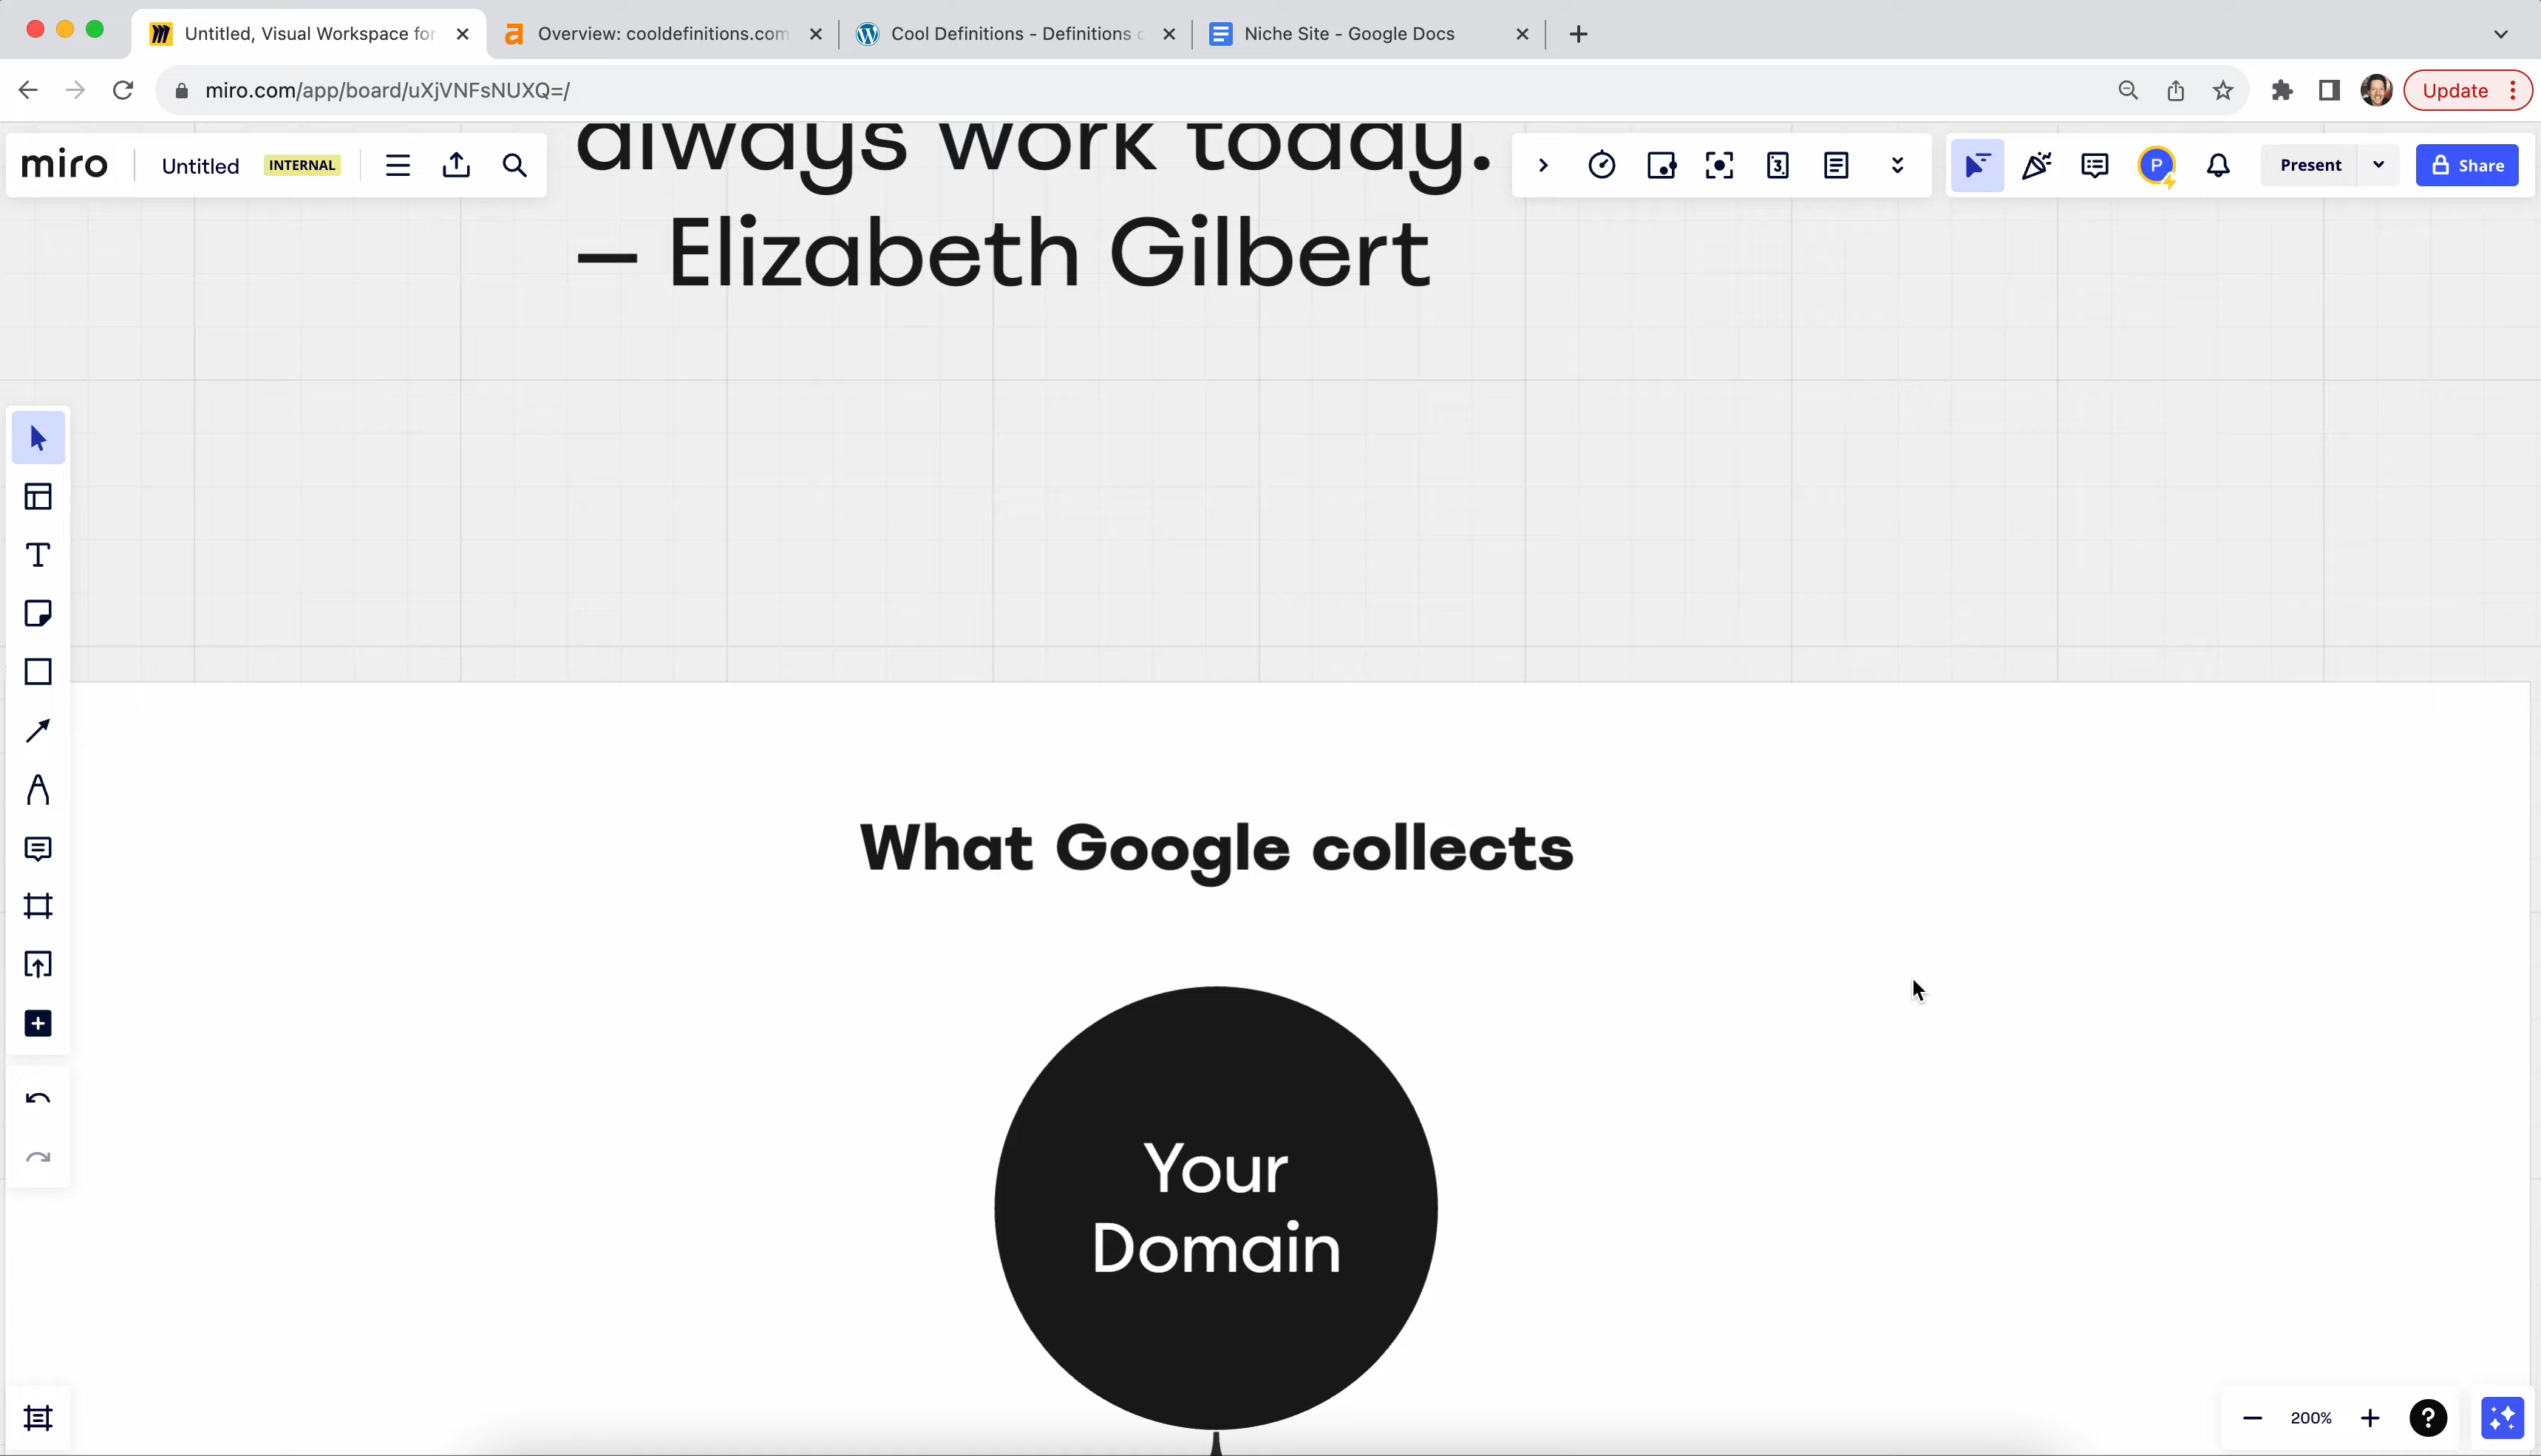 Untitled, Visual Workspace for
Overview: cooldefinitions.com
Cool Definitions - Definitions
Niche Site - Google Docs
miro.com/app/board/uXjVNFsNUXQ=/
Update
miro
Untitled
INTERNAL
3
P
Present
Share
always work today.
— Elizabeth Gilbert
What Google collects
Your
Domain
200%
?